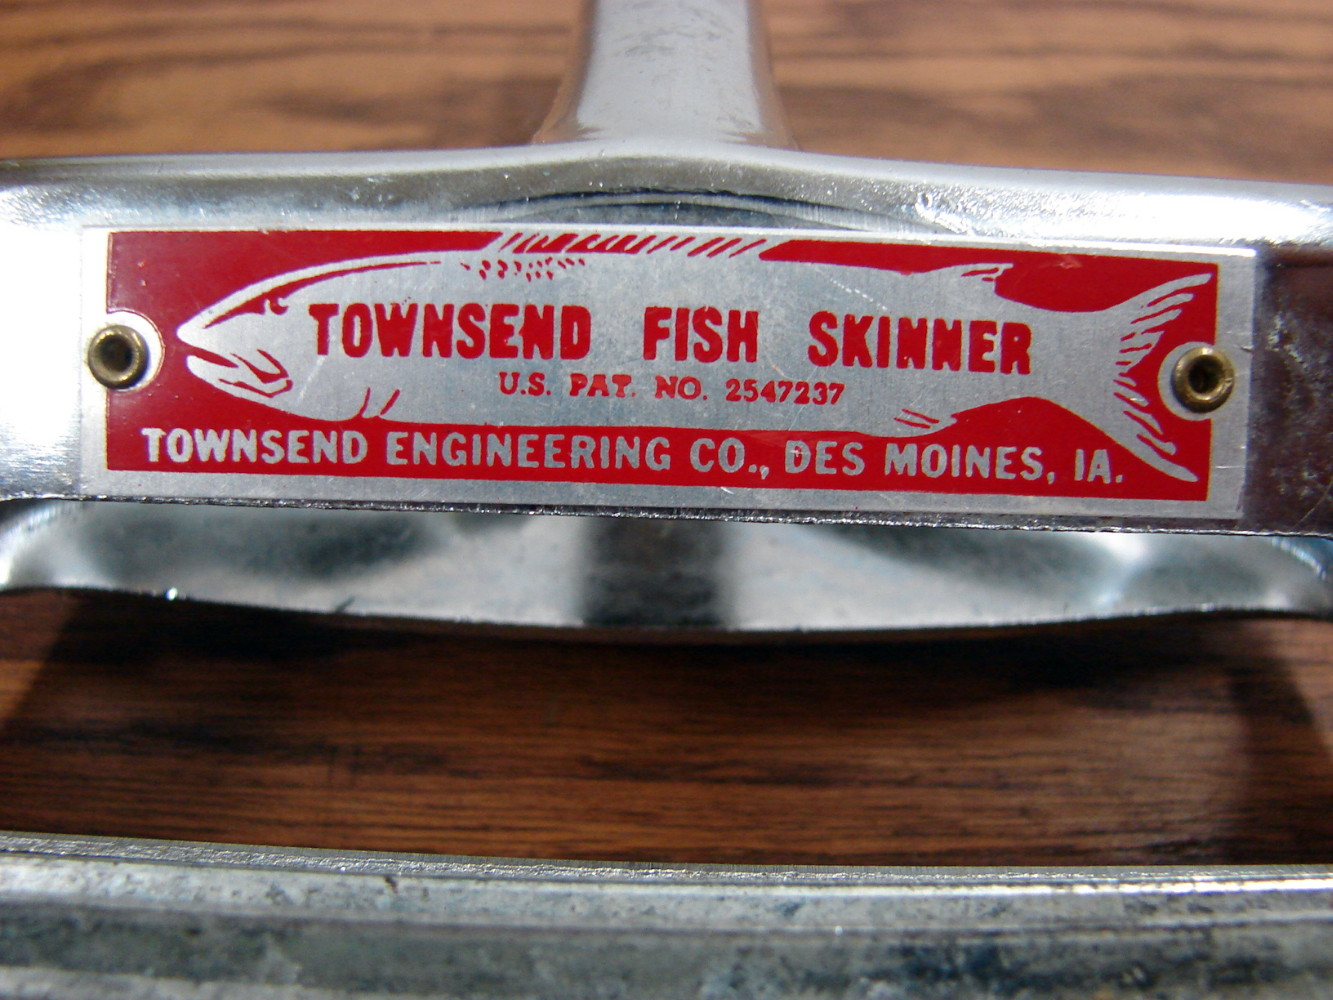 TOWNSEND FISH SKINNER
U.S. PAT. NO. 2547237
TOWNSEND ENGINEERING CO., DES MOINES, IA.